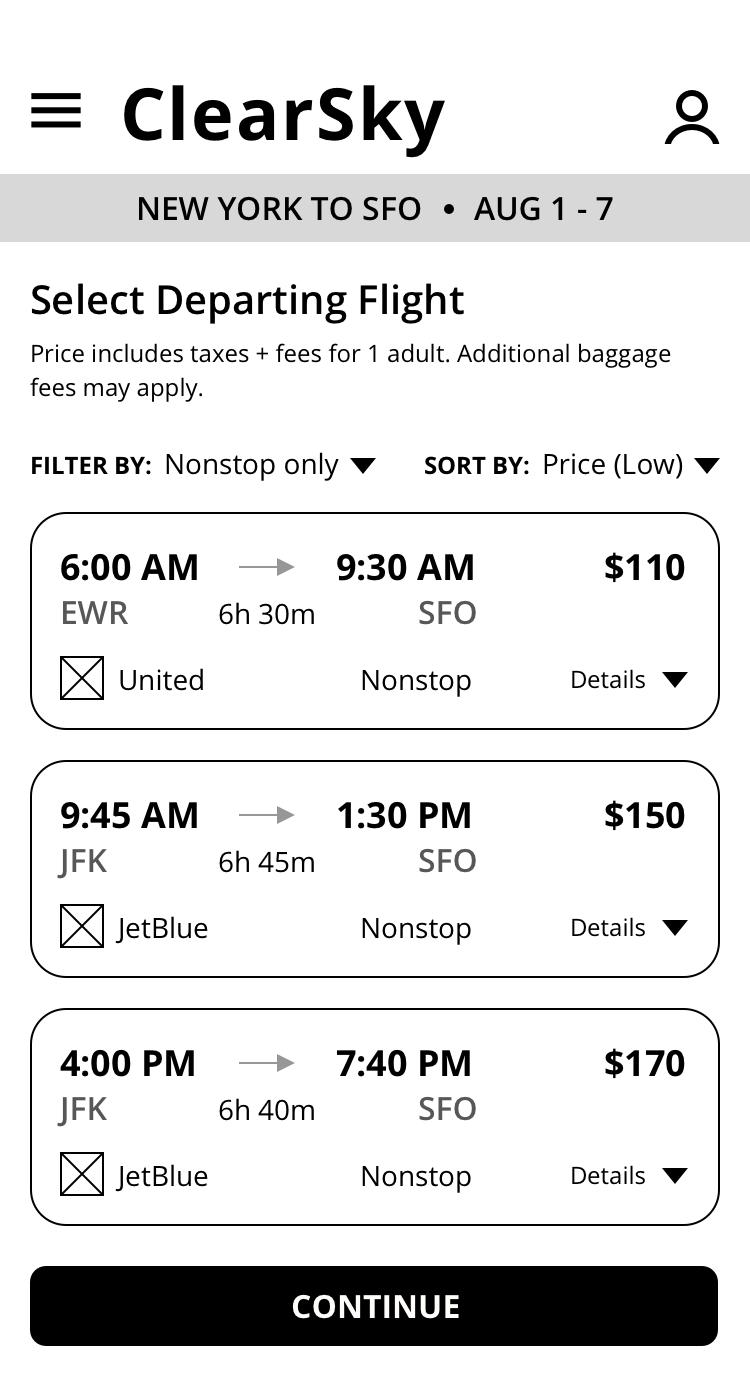 ClearSky
NEW YORK TO SFO • AUG 1 - 7
Select Departing Flight
Price includes taxes + fees for 1 adult. Additional baggage
fees may apply.
FILTER BY: Nonstop only SORT BY: Price (Low)
6:00 AM 9:30 AM $110
EWR 6h 30m SFO
United Nonstop Details
9:45 AM 1:30 PM $150
JFK 6h 45m SFO
JetBlue Nonstop Details
4:00 PM 7:40 PM $170
JFK 6h 40m SFO
JetBlue Nonstop Details
CONTINUE